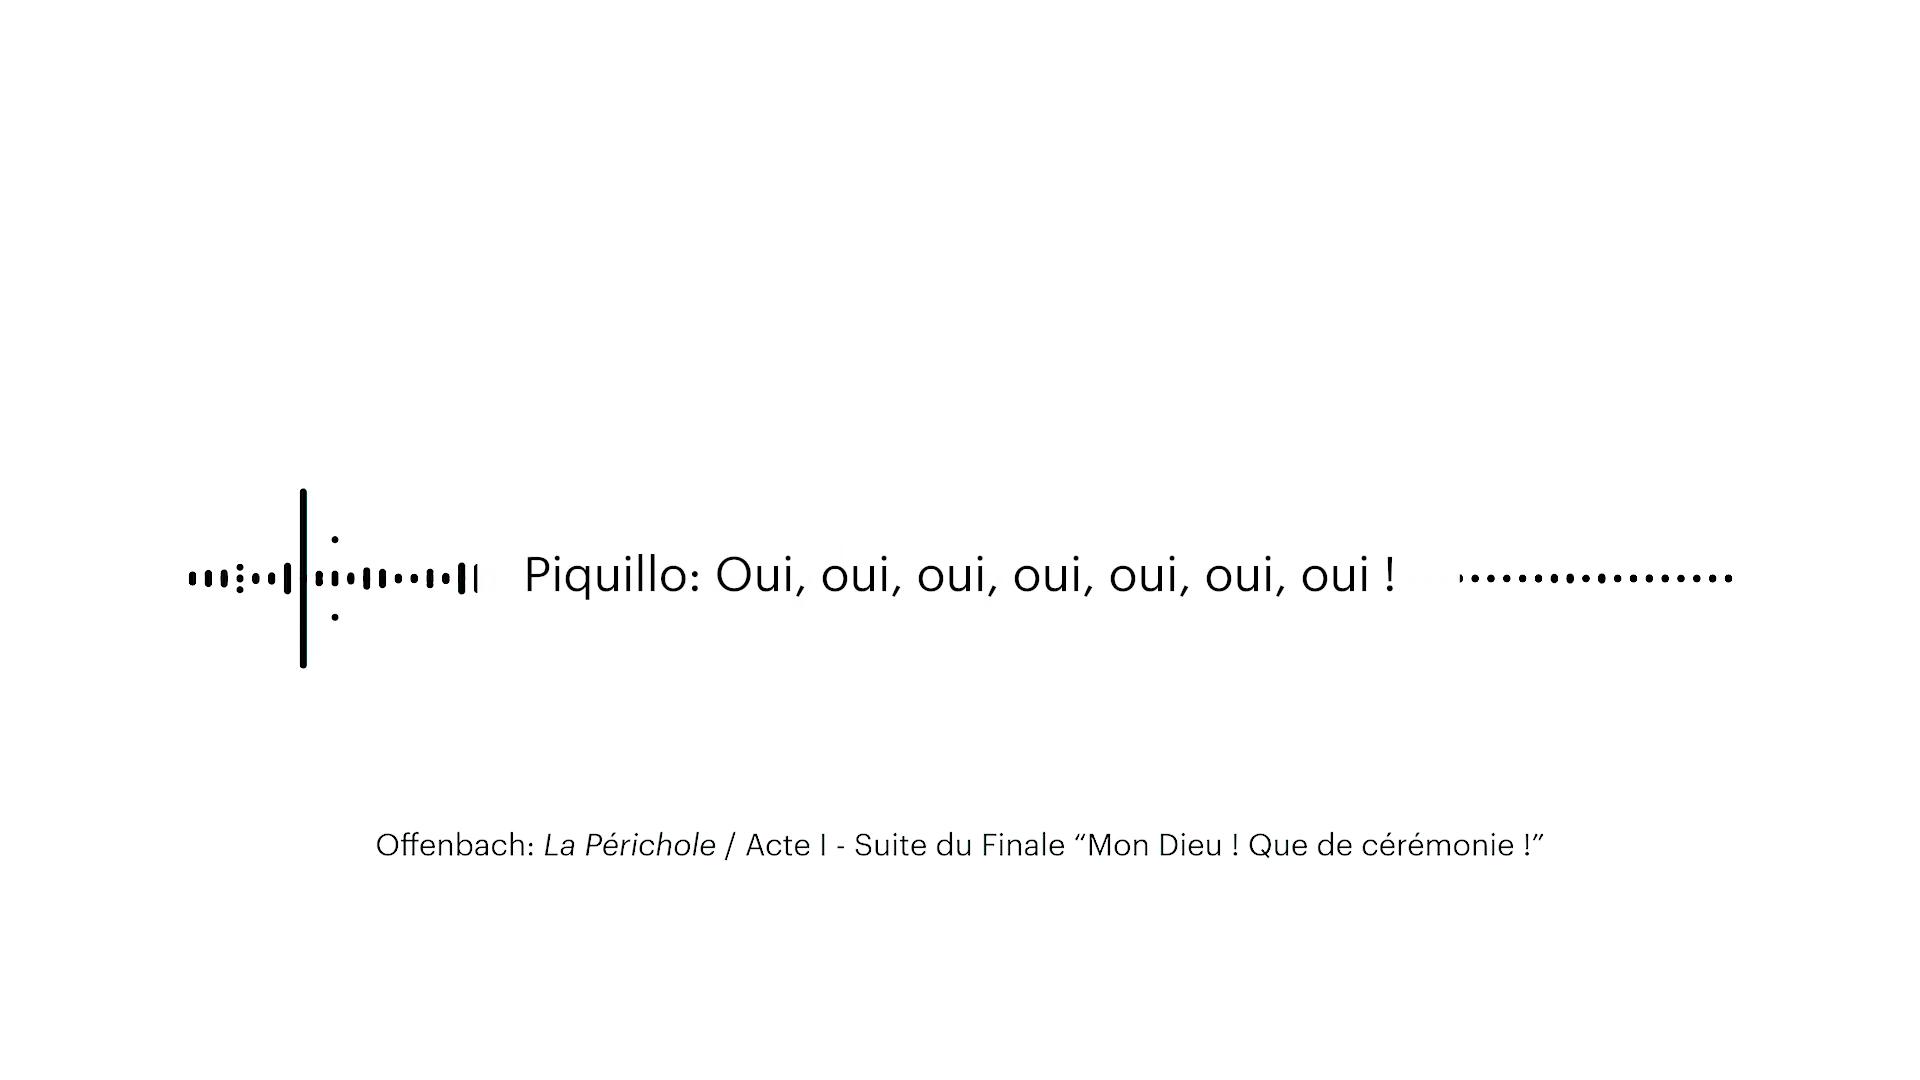 Piquillo: Oui, oui, oui, oui, oui, oui, oui !
Offenbach: La Périchole / Acte I - Suite du Finale “Mon Dieu ! Que de cérémonie !”